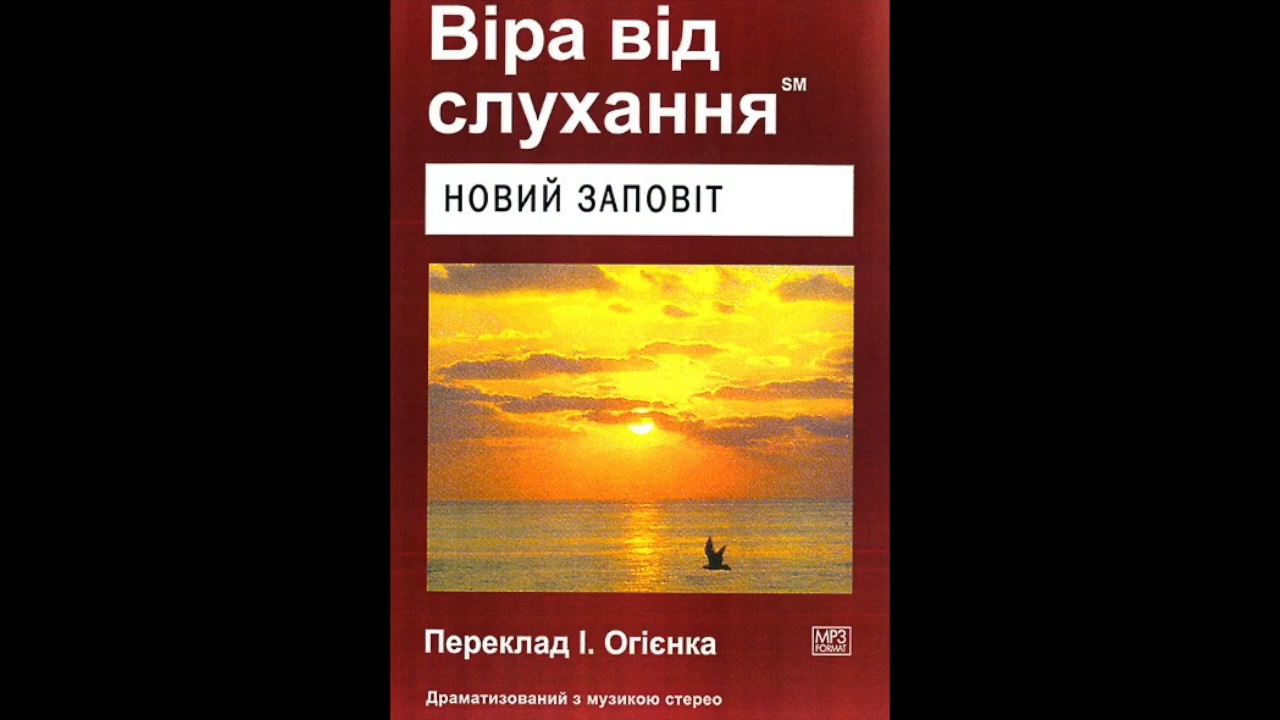 Віра від
слухання SM
НОВИЙ ЗАПОВІТ
Переклад І. Огієнка
MP3
FORMAT
Драматизований з музикою стерео